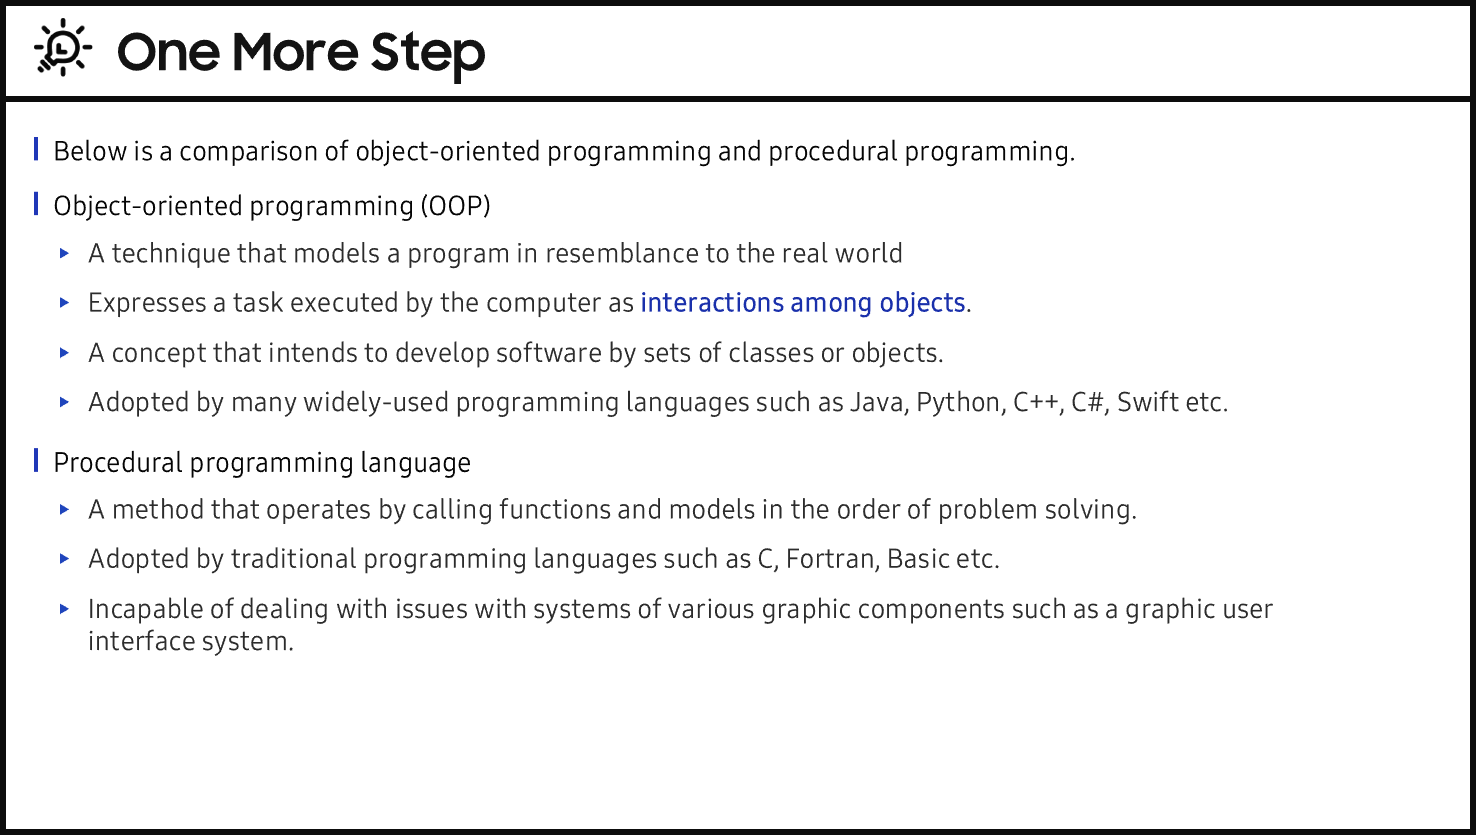 One More Step
Below is a comparison of object-oriented programming and procedural programming.
Object-oriented programming (OOP)
A technique that models a program in resemblance to the real world
Expresses a task executed by the computer as interactions among objects.
A concept that intends to develop software by sets of classes or objects.
Adopted by many widely-used programming languages such as Java, Python, C++, C#, Swift etc.
Procedural programming language
A method that operates by calling functions and models in the order of problem solving.
Adopted by traditional programming languages such as C, Fortran, Basic etc.
Incapable of dealing with issues with systems of various graphic components such as a graphic user
interface system.